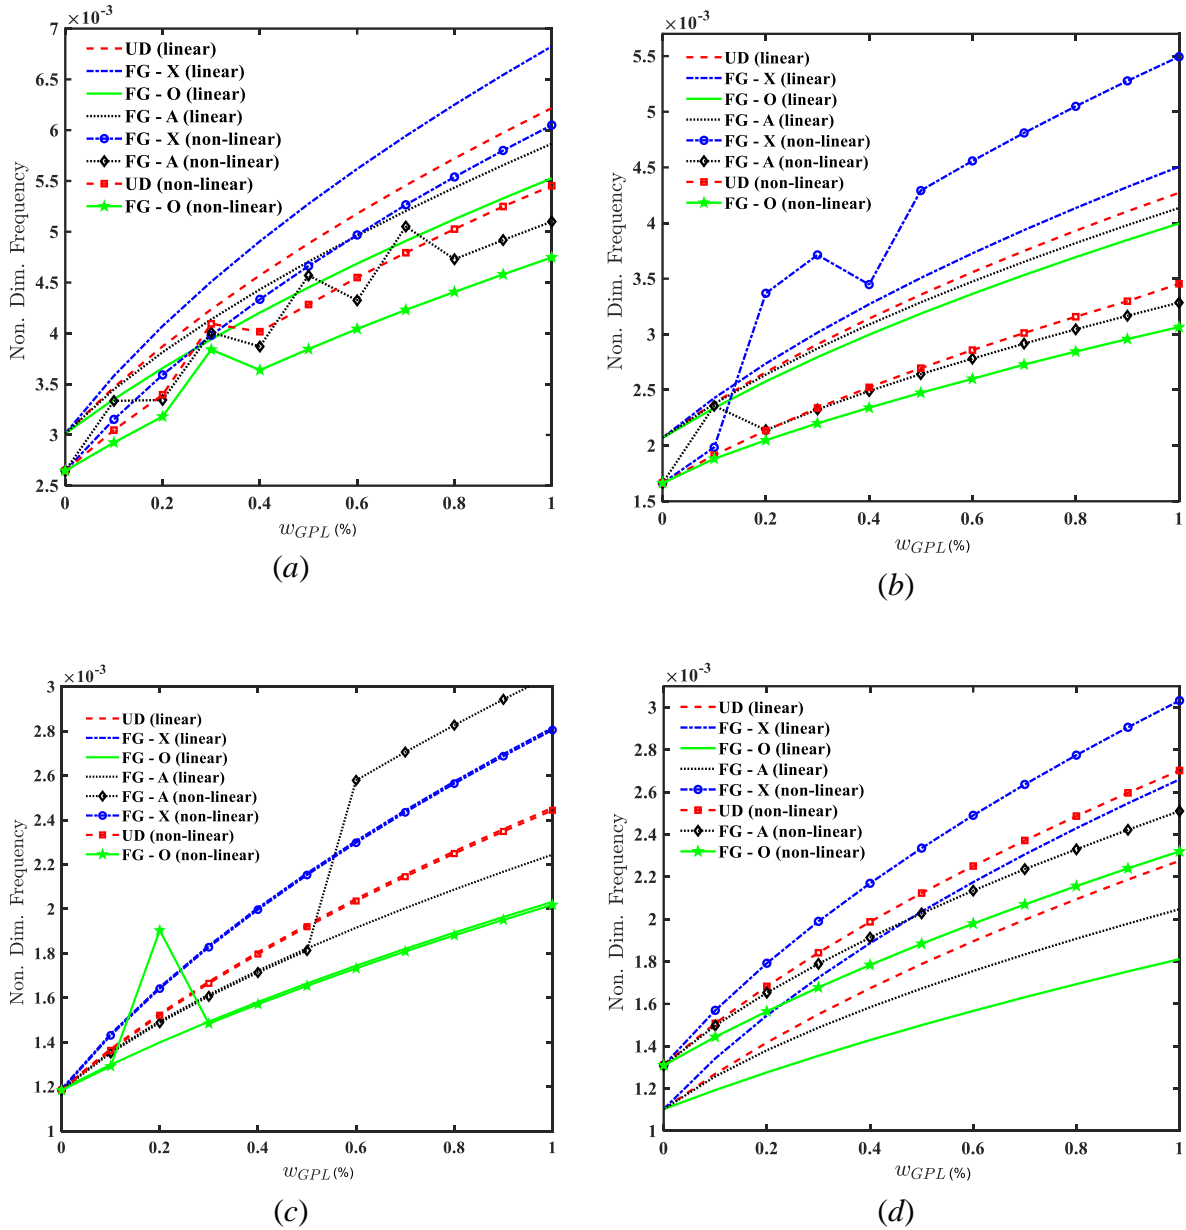 ×10⁻³
7
6.5
6
5.5
5
4.5
4
3.5
3
2.5
Non. Dim. Frequency
UD (linear)
FG - X (linear)
FG - O (linear)
FG - A (linear)
FG - X (non-linear)
FG - A (non-linear)
UD (non-linear)
FG - O (non-linear)
0 0.2 0.4 0.6 0.8 1
w_GPL (%)
(a)
×10⁻³
5.5
5
4.5
4
3.5
3
2.5
2
1.5
Non. Dim. Frequency
UD (linear)
FG - X (linear)
FG - O (linear)
FG - A (linear)
FG - X (non-linear)
FG - A (non-linear)
UD (non-linear)
FG - O (non-linear)
0 0.2 0.4 0.6 0.8 1
w_GPL (%)
(b)
×10⁻³
3
2.8
2.6
2.4
2.2
2
1.8
1.6
1.4
1.2
1
Non. Dim. Frequency
UD (linear)
FG - X (linear)
FG - O (linear)
FG - A (linear)
FG - A (non-linear)
FG - X (non-linear)
UD (non-linear)
FG - O (non-linear)
0 0.2 0.4 0.6 0.8 1
w_GPL (%)
(c)
×10⁻³
3
2.8
2.6
2.4
2.2
2
1.8
1.6
1.4
1.2
1
Non. Dim. Frequency
UD (linear)
FG - X (linear)
FG - O (linear)
FG - A (linear)
FG - X (non-linear)
UD (non-linear)
FG - A (non-linear)
FG - O (non-linear)
0 0.2 0.4 0.6 0.8 1
w_GPL (%)
(d)